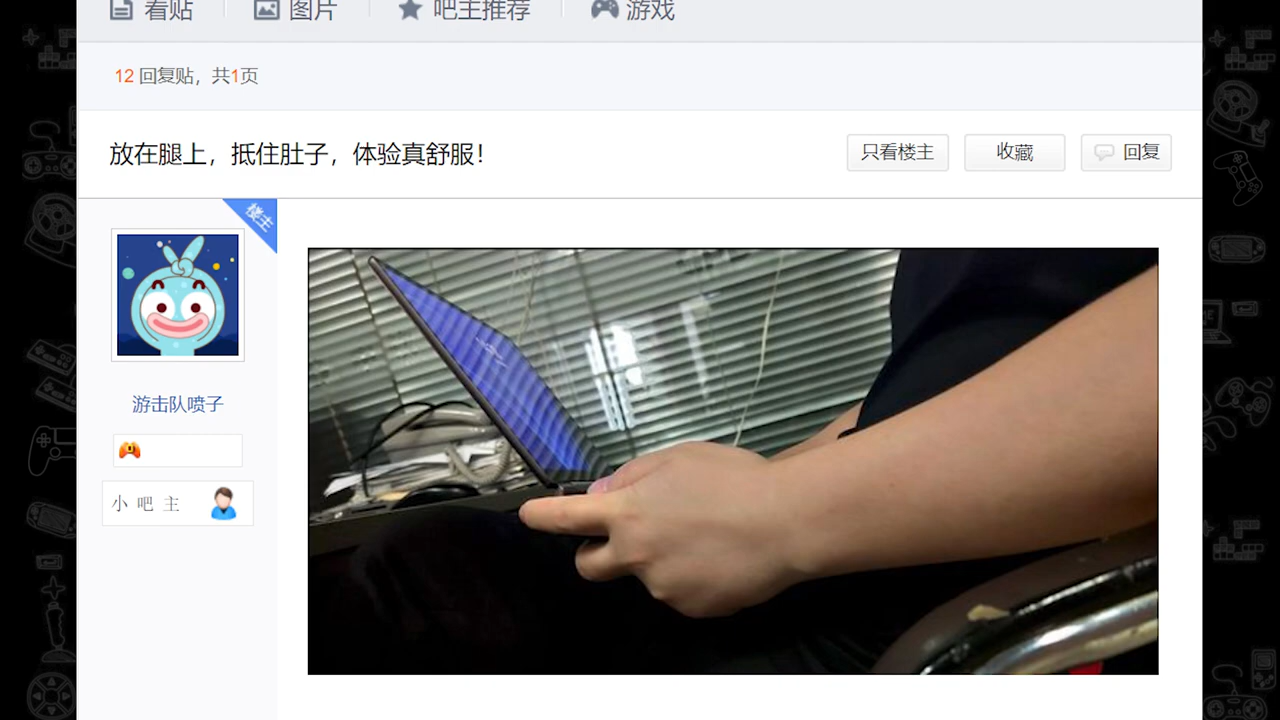 看贴
图片
吧主推荐
游戏
12 回复贴，共1页
放在腿上，抵住肚子，体验真舒服！
只看楼主
收藏
回复
楼主
游击队喷子
小吧主